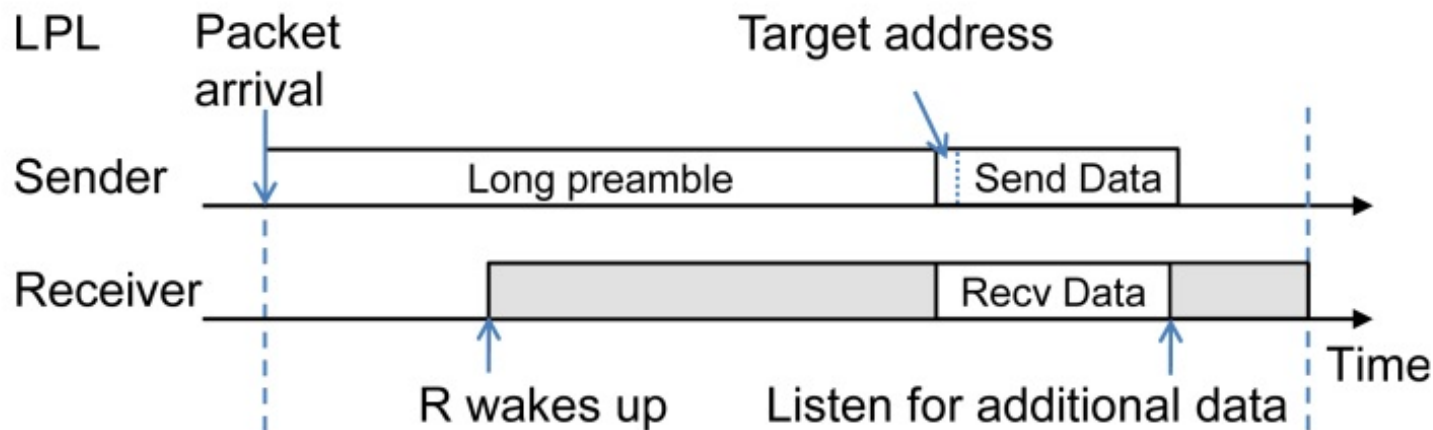 LPL
Packet
arrival
Target address
Sender
Long preamble
Send Data
Receiver
Recv Data
Time
R wakes up
Listen for additional data